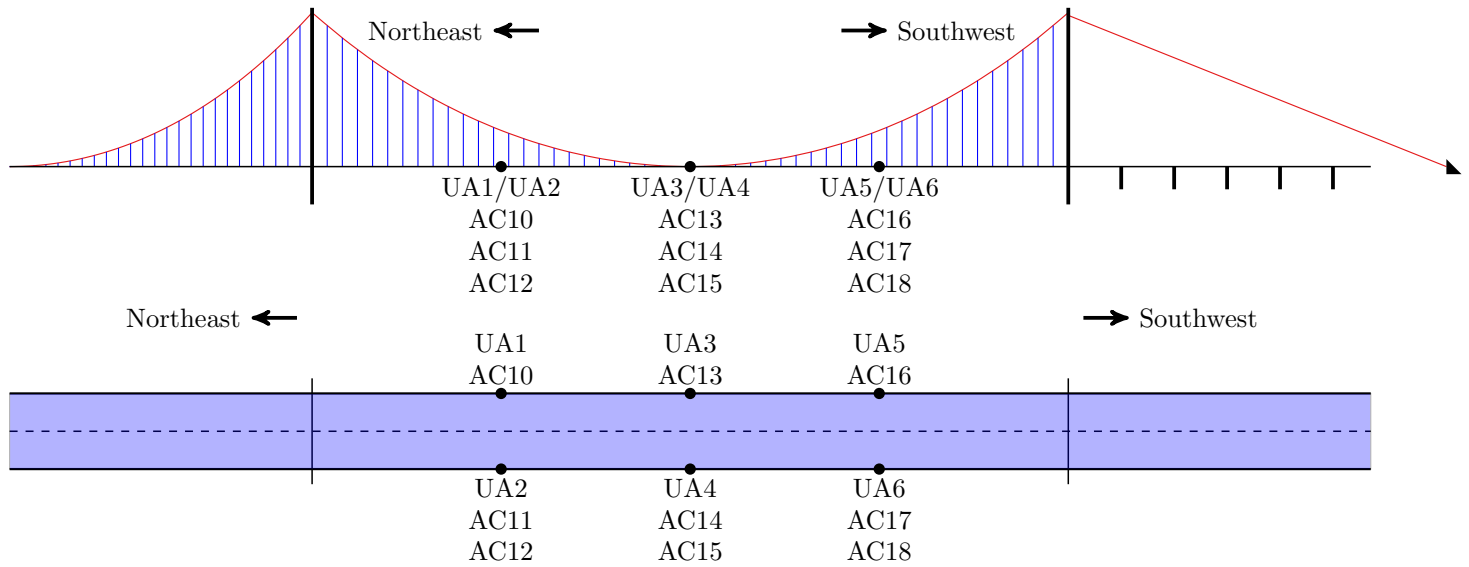 Northeast
Southwest
UA1/UA2 UA3/UA4 UA5/UA6
AC10 AC13 AC16
AC11 AC14 AC17
AC12 AC15 AC18
Northeast
Southwest
UA1 UA3 UA5
AC10 AC13 AC16
UA2 UA4 UA6
AC11 AC14 AC17
AC12 AC15 AC18